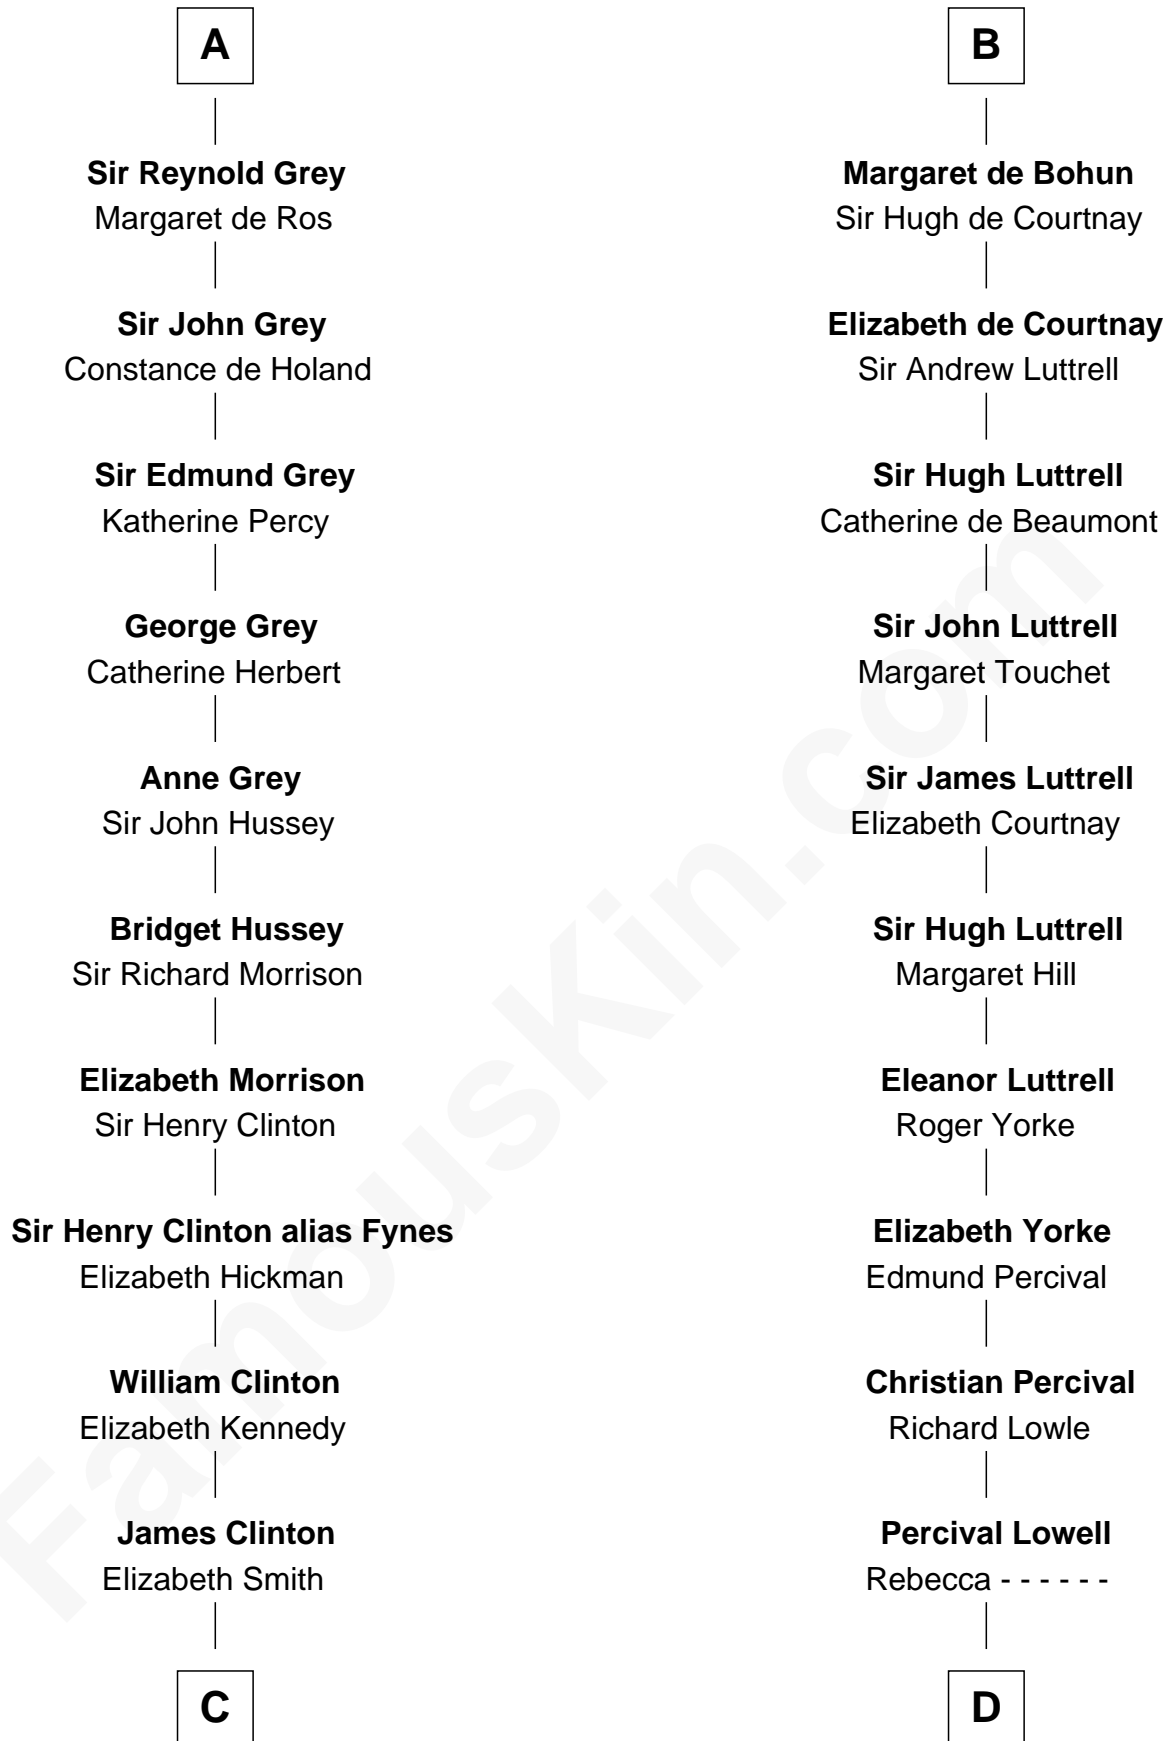 A
Sir Reynold Grey
Margaret de Ros
Sir John Grey
Constance de Holand
Sir Edmund Grey
Katherine Percy
George Grey
Catherine Herbert
Anne Grey
Sir John Hussey
Bridget Hussey
Sir Richard Morrison
Elizabeth Morrison
Sir Henry Clinton
Sir Henry Clinton alias Fynes
Elizabeth Hickman
William Clinton
Elizabeth Kennedy
James Clinton
Elizabeth Smith
C
B
Margaret de Bohun
Sir Hugh de Courtnay
Elizabeth de Courtnay
Sir Andrew Luttrell
Sir Hugh Luttrell
Catherine de Beaumont
Sir John Luttrell
Margaret Touchet
Sir James Luttrell
Elizabeth Courtnay
Sir Hugh Luttrell
Margaret Hill
Eleanor Luttrell
Roger Yorke
Elizabeth Yorke
Edmund Percival
Christian Percival
Richard Lowle
Percival Lowell
Rebecca - - - - - -
D
FamousKin.com